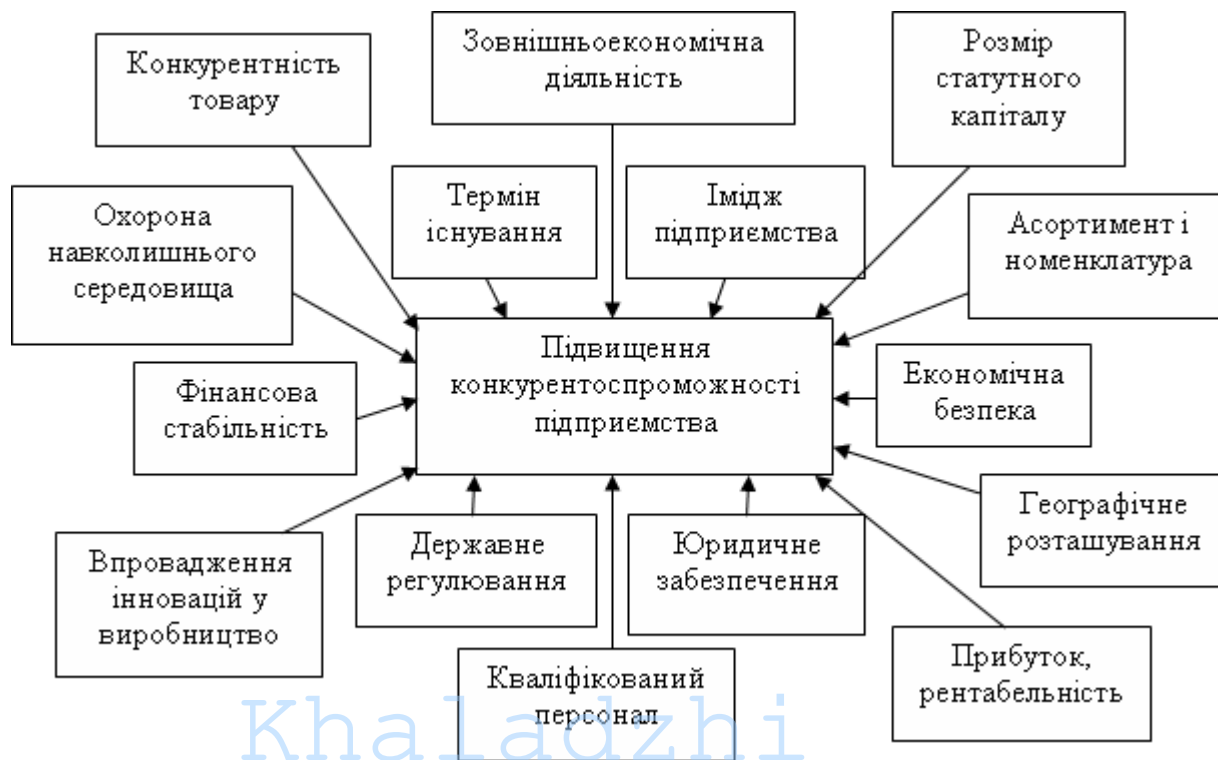 Конкурентність
товару
Зовнішньоекономічна
діяльність
Розмір
статутного
капіталу
Охорона
навколишнього
середовища
Термін
існування
Імідж
підприємства
Асортимент і
номенклатура
Підвищення
конкурентоспроможності
підприємства
Фінансова
стабільність
Економічна
безпека
Географічне
розташування
Впровадження
інновацій у
виробництво
Державне
регулювання
Юридичне
забезпечення
Кваліфікований
персонал
Прибуток,
рентабельність
Khaladzhi